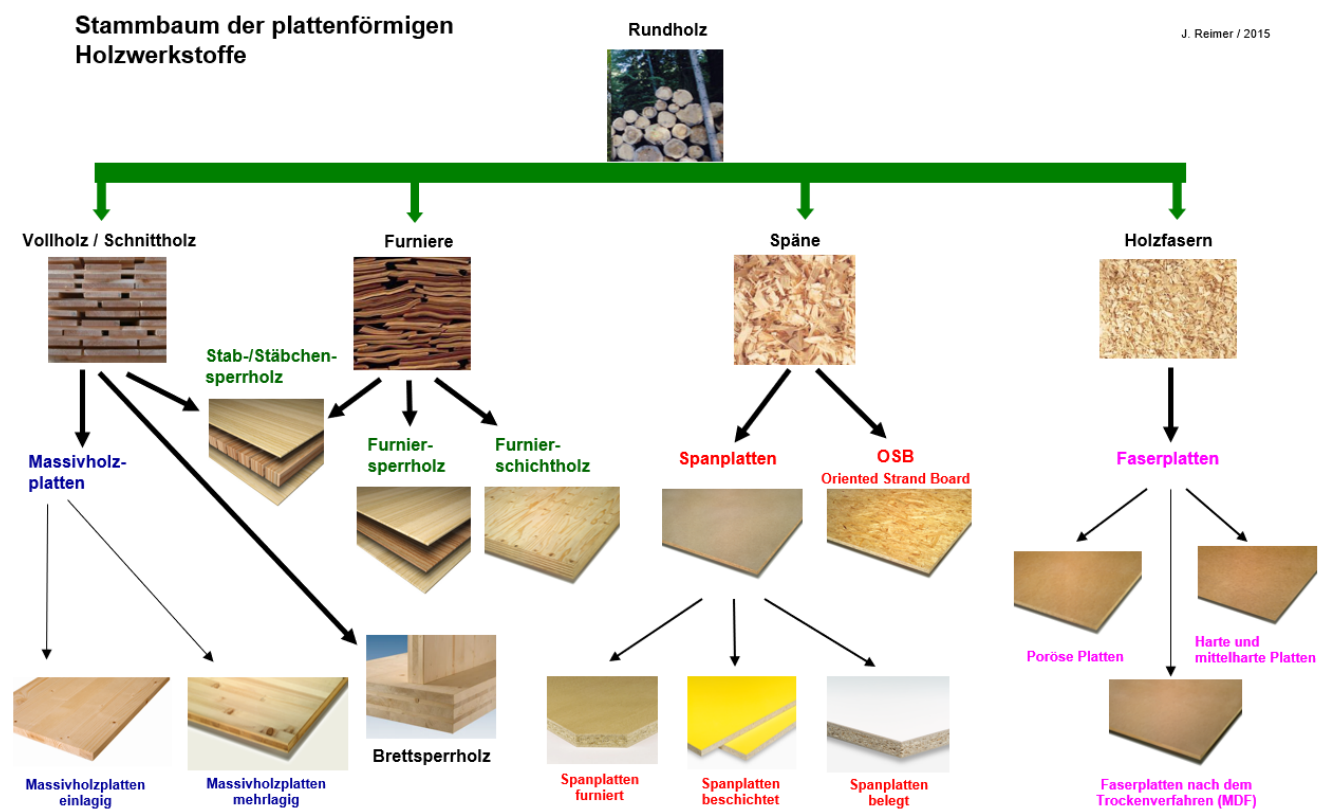 Stammbaum der plattenförmigen
Holzwerkstoffe
Rundholz
J. Reimer / 2015
Vollholz / Schnittholz
Furniere
Späne
Holzfasern
Stab-/Stäbchen-
sperrholz
Massivholz-
platten
Furnier-
sperrholz
Furnier-
schichtholz
Spanplatten
OSB
Oriented Strand Board
Faserplatten
Poröse Platten
Harte und
mittelharte Platten
Brettsperrholz
Massivholzplatten
einlagig
Massivholzplatten
mehrlagig
Spanplatten
furniert
Spanplatten
beschichtet
Spanplatten
belegt
Faserplatten nach dem
Trockenverfahren (MDF)